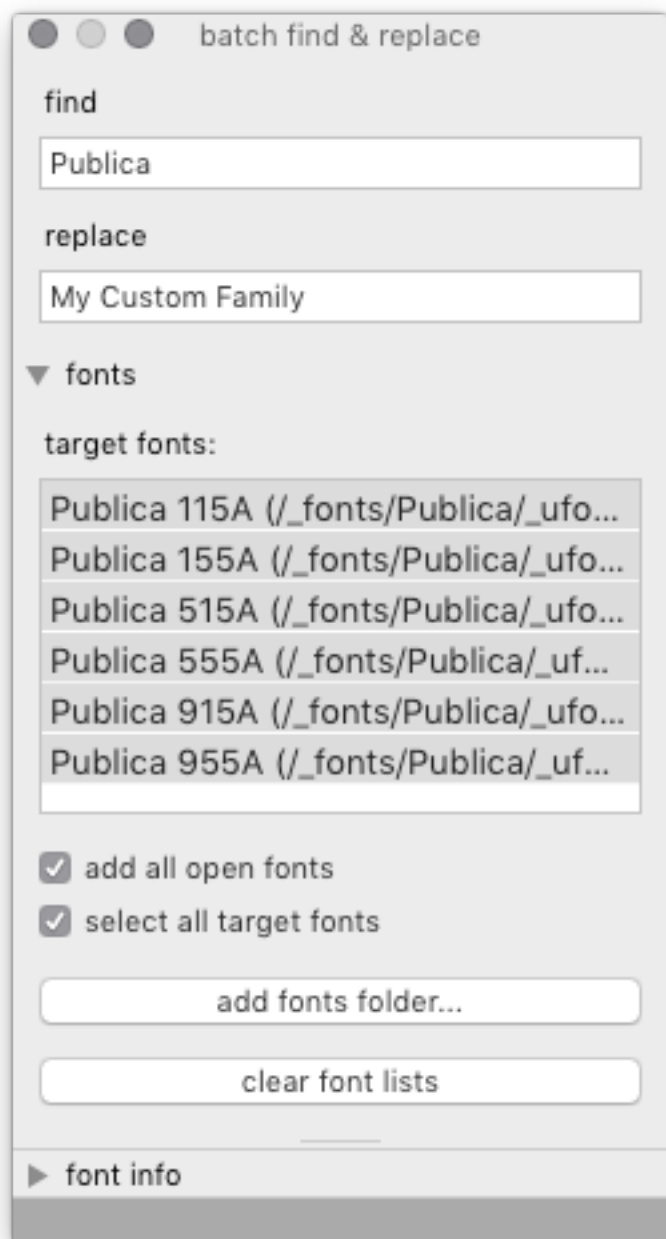 batch find & replace
find
Publica
replace
My Custom Family
fonts
target fonts:
Publica 115A (/_fonts/Publica/_ufo...
Publica 155A (/_fonts/Publica/_ufo...
Publica 515A (/_fonts/Publica/_ufo...
Publica 555A (/_fonts/Publica/_uf...
Publica 915A (/_fonts/Publica/_ufo...
Publica 955A (/_fonts/Publica/_uf...
add all open fonts
select all target fonts
add fonts folder...
clear font lists
font info